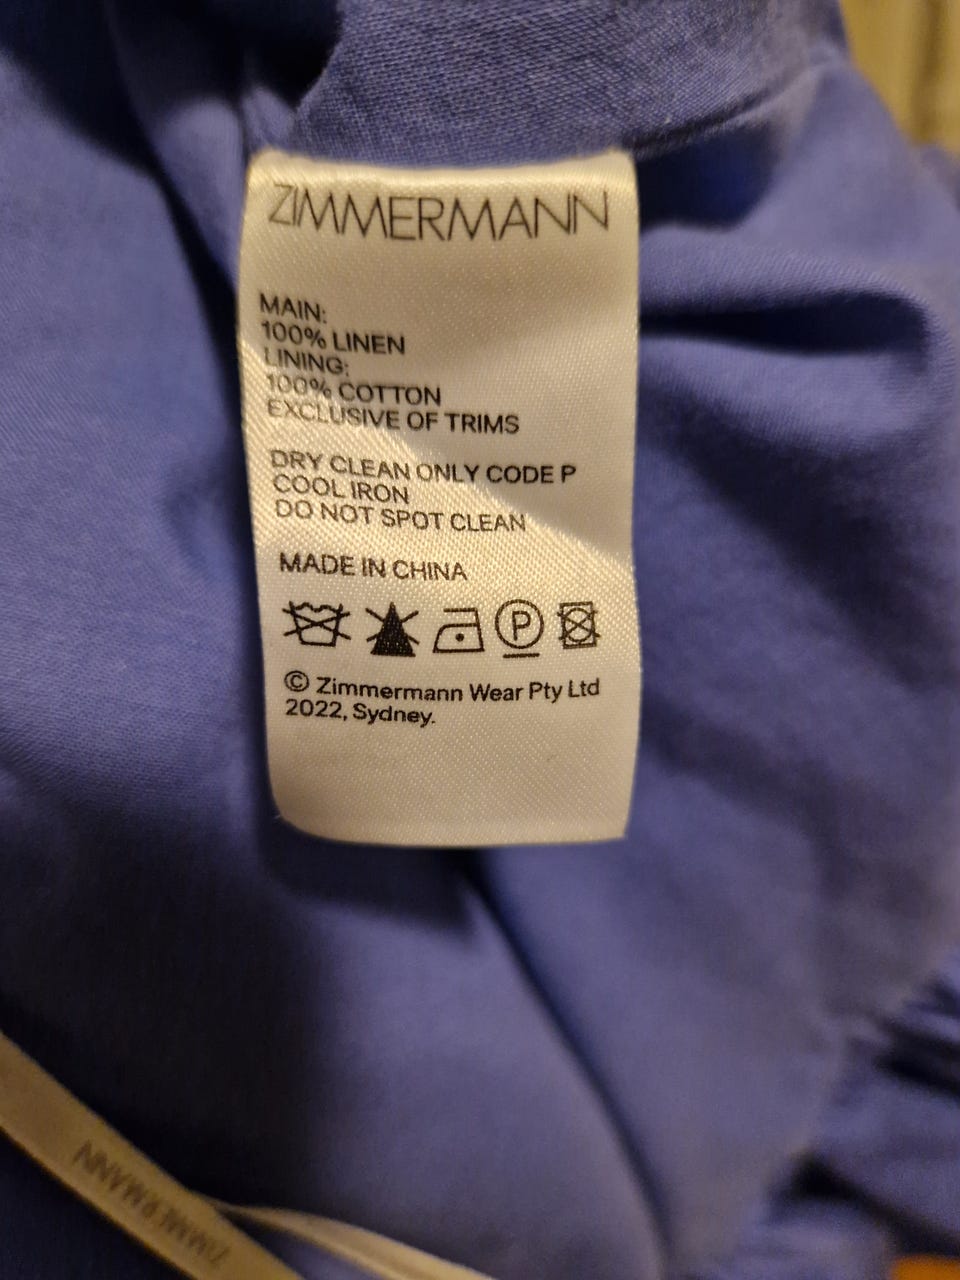 ZIMMERMANN
MAIN:
100% LINEN
LINING:
100% COTTON
EXCLUSIVE OF TRIMS
DRY CLEAN ONLY CODE P
COOL IRON
DO NOT SPOT CLEAN
MADE IN CHINA
P
© Zimmermann Wear Pty Ltd
2022, Sydney.
ZIMMERMANN